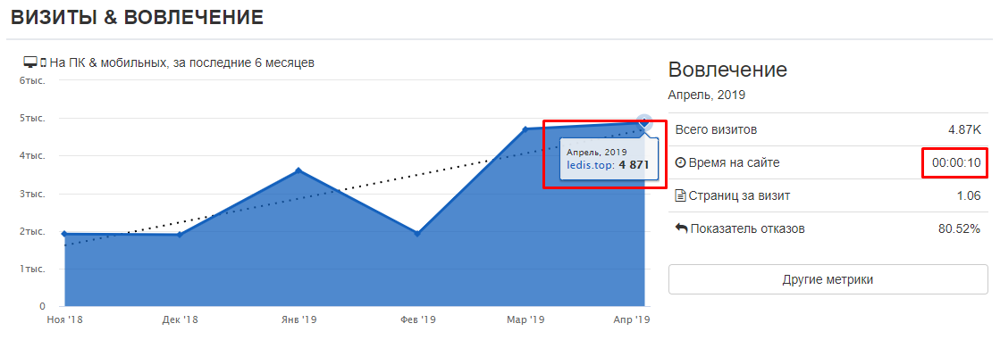 ВИЗИТЫ & ВОВЛЕЧЕНИЕ
На ПК & мобильных, за последние 6 месяцев
6тыс.
5тыс.
4тыс.
3тыс.
2тыс.
1тыс.
0
Ноя '18
Дек '18
Янв '19
Фев '19
Мар '19
Апр '19
Апрель, 2019
ledis.top: 4 871
Вовлечение
Апрель, 2019
Всего визитов 4.87K
Время на сайте 00:00:10
Страниц за визит 1.06
Показатель отказов 80.52%
Другие метрики